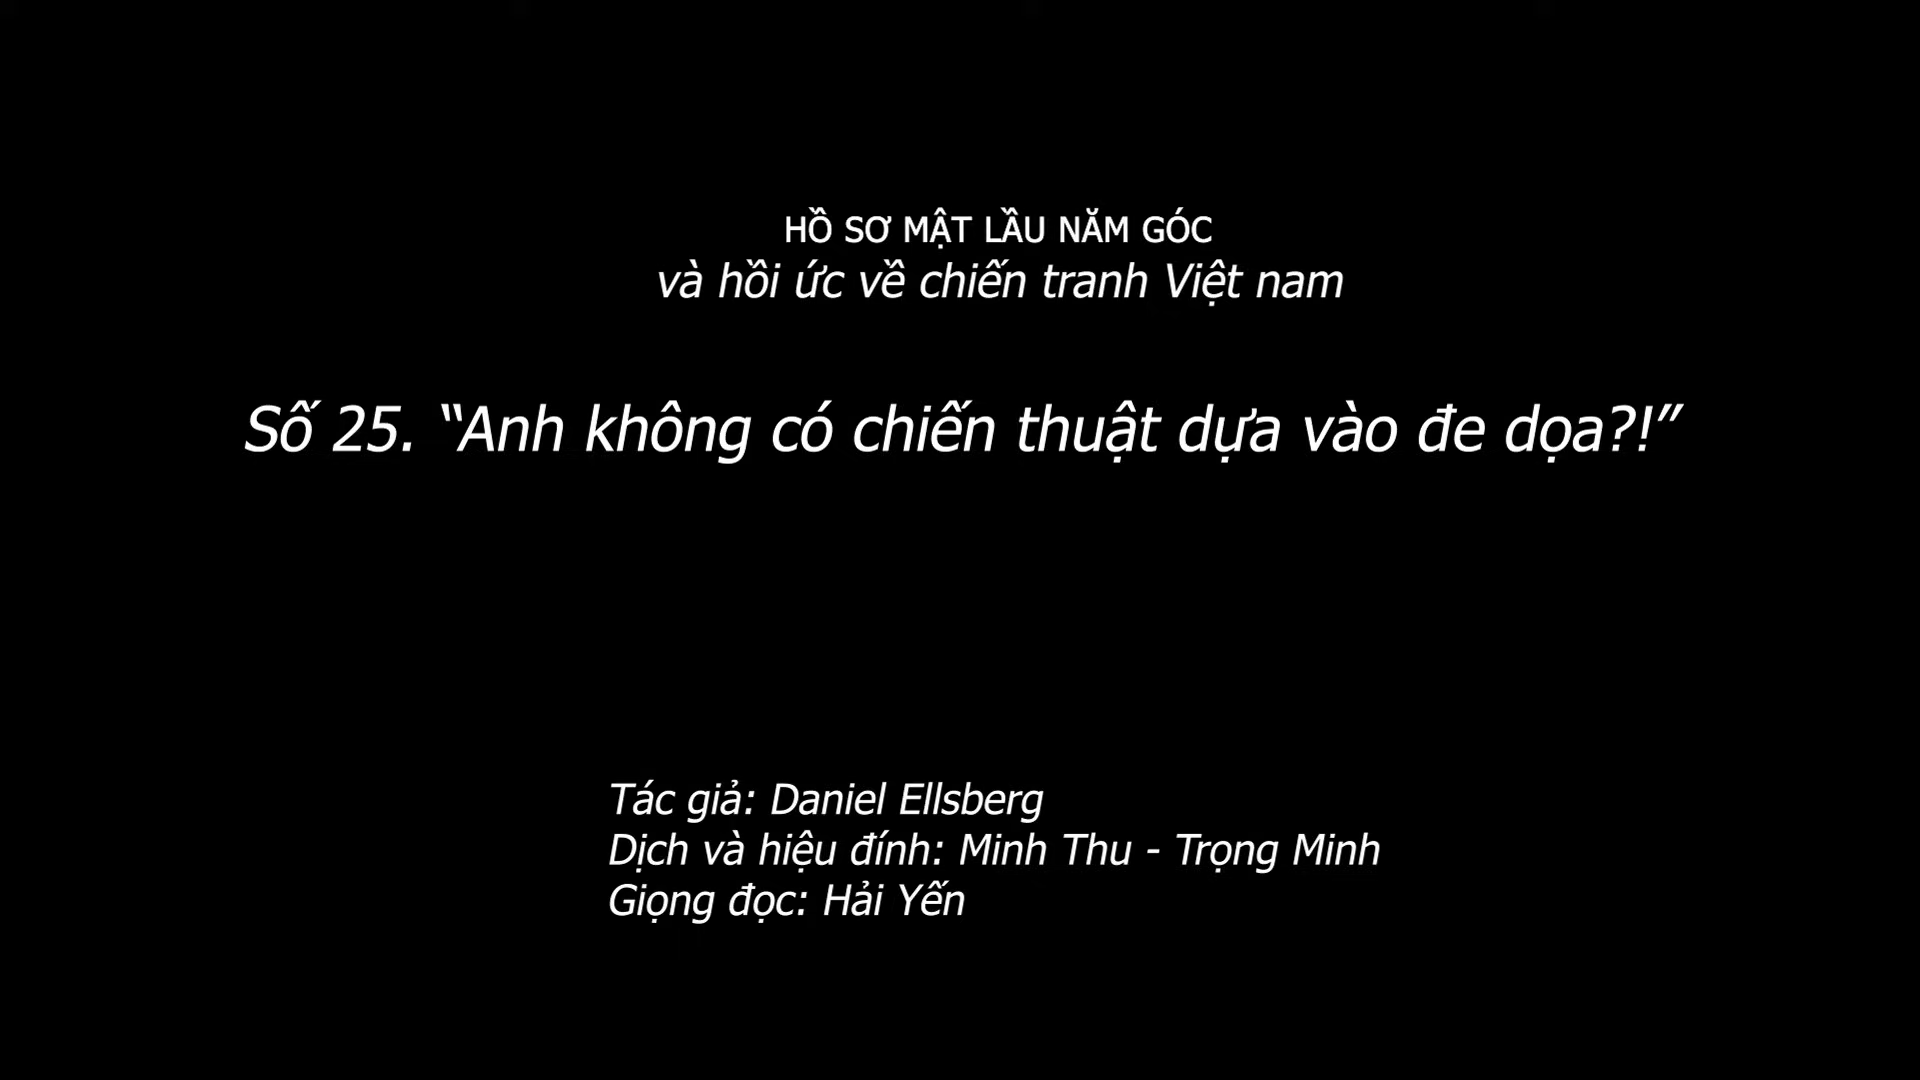 HỒ SƠ MẬT LẦU NĂM GÓC
và hồi ức về chiến tranh Việt nam
Số 25. “Anh không có chiến thuật dựa vào đe dọa?!”
Tác giả: Daniel Ellsberg
Dịch và hiệu đính: Minh Thu - Trọng Minh
Giọng đọc: Hải Yến